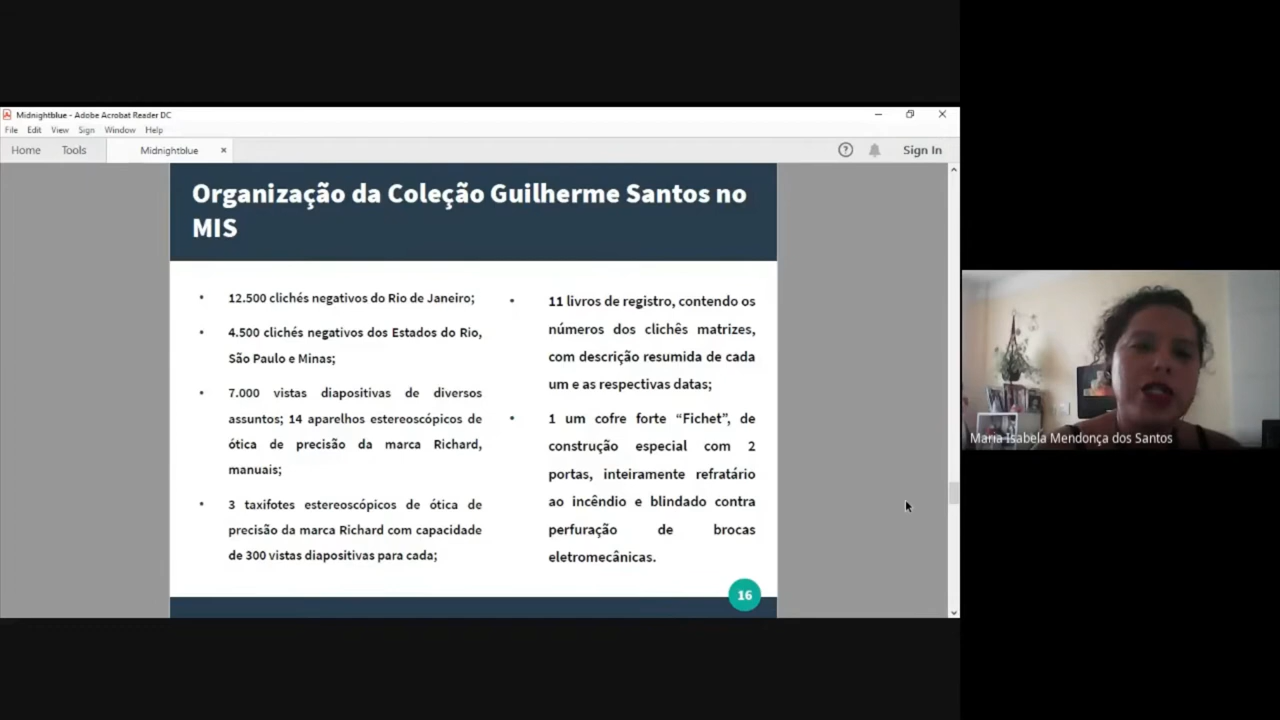 Midnightblue - Adobe Acrobat Reader DC
File Edit View Sign Window Help
Home Tools Midnightblue × Sign In
Organização da Coleção Guilherme Santos no
MIS
• 12.500 clichés negativos do Rio de Janeiro;
• 4.500 clichés negativos dos Estados do Rio,
São Paulo e Minas;
• 7.000 vistas diapositivas de diversos
assuntos; 14 aparelhos estereoscópicos de
ótica de precisão da marca Richard,
manuais;
• 3 taxifotes estereoscópicos de ótica de
precisão da marca Richard com capacidade
de 300 vistas diapositivas para cada;
• 11 livros de registro, contendo os
números dos clichês matrizes,
com descrição resumida de cada
um e as respectivas datas;
• 1 um cofre forte “Fichet”, de
construção especial com 2
portas, inteiramente refratário
ao incêndio e blindado contra
perfuração de brocas
eletromecânicas.
16
Maria Isabela Mendonça dos Santos